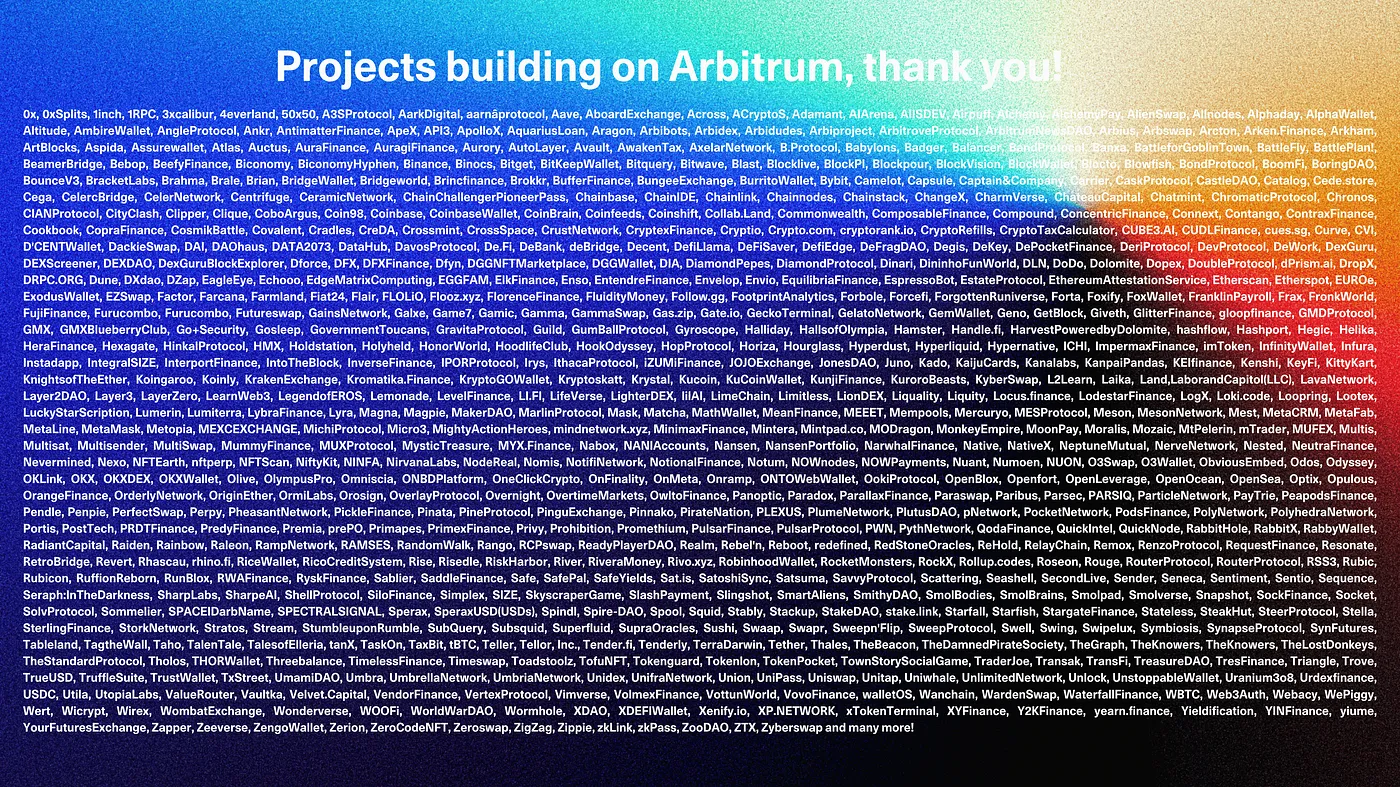 Projects building on Arbitrum, thank you!
0x, 0xSplits, 1inch, 1RPC, 3xcalibur, 4everland, 50x50, A3SProtocol, AarkDigital, aarnâprotocol, Aave, AboardExchange, Across, ACryptoS, Adamant, AIArena, AllSDEV, Airpuff, Alchemy, AlchemyPay, AllenSwap, Allnodes, Alphaday, AlphaWallet,
Altitude, AmbireWallet, AngleProtocol, Ankr, AntimatterFinance, ApeX, API3, ApolloX, AquariusLoan, Aragon, Arbibots, Arbidex, Arbidudes, Arbiproject, ArbitroveProtocol, ArbitrumNewsDAO, Arbius, Arbswap, Arcton, Arken.Finance, Arkham,
ArtBlocks, Aspida, Assurewallet, Atlas, Auctus, AuraFinance, AuragiFinance, Aurory, AutoLayer, Avault, AwakenTax, AxelarNetwork, B.Protocol, Babylons, Badger, Balancer, BandProtocol, Banxa, BattleforGoblinTown, BattleFly, BattlePlan!,
BeamerBridge, Bebop, BeefyFinance, Biconomy, BiconomyHyphen, Binance, Binocs, Bitget, BitKeepWallet, Bitquery, Bitwave, Blast, Blocklive, BlockPI, Blockpour, BlockVision, BlockWallet, Blocto, Blowfish, BondProtocol, BoomFi, BoringDAO,
BounceV3, BracketLabs, Brahma, Brale, Brian, BridgeWallet, Bridgeworld, Brincfinance, Brokkr, BufferFinance, BungeeExchange, BurritoWallet, Bybit, Camelot, Capsule, Captain&Company, Carrier, CaskProtocol, CastleDAO, Catalog, Cede.store,
Cega, CelercBridge, CelerNetwork, Centrifuge, CeramicNetwork, ChainChallengerPioneerPass, Chainbase, ChainIDE, Chainlink, Chainmodes, Chainstack, ChangeX, CharmVerse, ChateauCapital, Chatmint, ChromaticProtocol, Chronos,
CIANProtocol, CityClash, Clipper, Clique, CoboArgus, Coin98, Coinbase, CoinbaseWallet, CoinBrain, Coinfeeds, Coinshift, Collab.Land, Commonwealth, ComposableFinance, Compound, ConcentricFinance, Connext, Contango, ContraxFinance,
Cookbook, CopraFinance, CosmikBattle, Covalent, Cradles, CreDA, Crossmint, CrossSpace, CrustNetwork, CryptexFinance, Cryptio, Crypto.com, cryptorank.io, CryptoRefills, CryptoTaxCalculator, CUBE3.AI, CUDLFinance, cues.sg, Curve, CVI,
D'CENTWallet, DackieSwap, DAI, DAOhaus, DATA2073, DataHub, DavosProtocol, De.Fi, DeBank, deBridge, Decent, DefiLlama, DeFiSaver, DefiEdge, DeFragDAO, Degis, DeKey, DePocketFinance, DeriProtocol, DevProtocol, DeWork, DexGuru,
DEXScreener, DEXDAO, DexGuruBlockExplorer, Dforce, DFX, DFXFinance, Dfyn, DGGNFTMarketplace, DGGWallet, DIA, DiamondPepes, DiamondProtocol, Dinari, DininhoFunWorld, DLN, DoDo, Dolomite, Dopex, DoubleProtocol, dPrism.ai, DropX,
DRPC.ORG, Dune, DXdao, DZap, EagleEye, Echooo, EdgeMatrixComputing, EGGFAM, ElkFinance, Enso, EntendreFinance, Envelop, Envio, EquilibriaFinance, EspressoBot, EstateProtocol, EthereumAttestationService, Etherscan, Etherspot, EUROe,
ExodusWallet, EZSwap, Factor, Farcana, Farmland, Fiat24, Flair, FLOLiO, Flooz.xyz, FlorenceFinance, FluidityMoney, Follow.gg, FootprintAnalytics, Forbole, Forcefi, ForgottenRuniverse, Forta, Foxify, FoxWallet, FranklinPayroll, Frax, FronkWorld,
FujiFinance, Furucombo, Furucombo, Futureswap, GainsNetwork, Galxe, Game7, Gamic, Gamma, GammaSwap, Gas.zip, Gate.io, GeckoTerminal, GelatoNetwork, GemWallet, Geno, GetBlock, Giveth, GlitterFinance, gloopfinance, GMDProtocol,
GMX, GMXBlueberryClub, Go+Security, Gosleep, GovernmentToucans, GravitaProtocol, Guild, GumBallProtocol, Gyroscope, Halliday, HallsofOlympia, Hamster, Handle.fi, HarvestPoweredbyDolomite, hashflow, Hashport, Hegic, Helika,
HeraFinance, Hexagate, HinkalProtocol, HMX, Holdstation, Holyheld, HonorWorld, HoodlifeClub, HookOdyssey, HopProtocol, Horiza, Hourglass, Hyperdust, Hyperliquid, Hypernative, ICHI, ImpermaxFinance, imToken, InfinityWallet, Infura,
Instadapp, IntegralSIZE, InterportFinance, IntoTheBlock, InverseFinance, IPORProtocol, Irys, IthacaProtocol, iZUMiFinance, JOJOExchange, JonesDAO, Juno, Kado, KaijuCards, Kanalabs, KanpaiPandas, KElfinance, Kenshi, KeyFi, KittyKart,
KnightsofTheEther, Koingaroo, Koinly, KrakenExchange, Kromatika.Finance, KryptoGOWallet, Kryptoskatt, Krystal, Kucoin, KuCoinWallet, KunjiFinance, KuroroBeasts, KyberSwap, L2Learn, Laika, Land,LaborandCapitol(LLC), LavaNetwork,
Layer2DAO, Layer3, LayerZero, LearnWeb3, LegendofEROS, Lemonade, LevelFinance, LI.FI, LifeVerse, LighterDEX, lilAI, LimeChain, Limitless, LionDEX, Liquality, Liquity, Locus.finance, LodestarFinance, LogX, Loki.code, Loopring, Lootex,
LuckyStarScription, Lumerin, Lumiterra, LybraFinance, Lyra, Magna, Magpie, MakerDAO, MarlinProtocol, Mask, Matcha, MathWallet, MeanFinance, MEEET, Mempools, Mercuryo, MESProtocol, Meson, MesonNetwork, Mest, MetaCRM, MetaFab,
MetaLine, MetaMask, Metopia, MEXCEXCHANGE, MichiProtocol, Micro3, MightyActionHeroes, mindnetwork.xyz, MinimaxFinance, Mintera, Mintpad.co, MODragon, MonkeyEmpire, MoonPay, Moralis, Mozaic, MtPelerin, mTrader, MUFEX, Multis,
Multisat, Multisender, MultiSwap, MummyFinance, MUXProtocol, MysticTreasure, MYX.Finance, Nabox, NANIAccounts, Nansen, NansenPortfolio, NarwhalFinance, Native, NativeX, NeptuneMutual, NerveNetwork, Nested, NeutraFinance,
Nevermined, Nexo, NFTEarth, nftperp, NFTScan, NiftyKit, NINFA, NirvanaLabs, NodeReal, Nomis, NotifiNetwork, NotionalFinance, Notum, NOWnodes, NOWPayments, Nuant, Numoen, NUON, O3Swap, O3Wallet, ObviousEmbed, Odos, Odyssey,
OKLink, OKX, OKXDEX, OKXWallet, Olive, OlympusPro, Omniscia, ONBDPlatform, OneClickCrypto, OnFinality, OnMeta, Onramp, ONTOWebWallet, OokiProtocol, OpenBlox, Openfort, OpenLeverage, OpenOcean, OpenSea, Optix, Opulous,
OrangeFinance, OrderlyNetwork, OriginEther, OrmiLabs, Orosign, OverlayProtocol, Overnight, OvertimeMarkets, OwltoFinance, Panoptic, Paradox, ParallaxFinance, Paraswap, Paribus, Parsec, PARSIQ, ParticleNetwork, PayTrie, PeapodsFinance,
Pendle, Penpie, PerfectSwap, Perpy, PheasantNetwork, PickleFinance, Pinata, PineProtocol, PinguExchange, Pinnako, PirateNation, PLEXUS, PlumeNetwork, PlutusDAO, pNetwork, PocketNetwork, PodsFinance, PolyNetwork, PolyhedraNetwork,
Portis, PostTech, PRDTFinance, PredyFinance, Premia, prePO, Primapes, PrimexFinance, Privy, Prohibition, Promethium, PulsarFinance, PulsarProtocol, PWN, PythNetwork, QodaFinance, QuickIntel, QuickNode, RabbitHole, RabbitX, RabbyWallet,
RadiantCapital, Raiden, Rainbow, Raleon, RampNetwork, RAMSES, RandomWalk, Rango, RCPswap, ReadyPlayerDAO, Realm, Rebel'n, Reboot, redefined, RedStoneOracles, ReHold, RelayChain, Remox, RenzoProtocol, RequestFinance, Resonate,
RetroBridge, Revert, Rhascau, rhino.fi, RiceWallet, RicoCreditSystem, Rise, Risedle, RiskHarbor, River, RiveraMoney, Rivo.xyz, RobinhoodWallet, RocketMonsters, RockX, Rollup.codes, Roseon, Rouge, RouterProtocol, RouterProtocol, RSS3, Rubic,
Rubicon, RuffionReborn, RunBlox, RWAFinance, RyskFinance, Sablier, SaddleFinance, Safe, SafePal, SafeYields, Sat.is, SatoshiSync, Satsuma, SavvyProtocol, Scattering, Seashell, SecondLive, Sender, Seneca, Sentiment, Sentio, Sequence,
Seraph:InTheDarkness, SharpLabs, SharpeAI, ShellProtocol, SiloFinance, Simplex, SIZE, SkyscraperGame, SlashPayment, Slingshot, SmartAliens, SmithyDAO, SmolBodies, SmolBrains, Smolpad, Smolverse, Snapshot, SockFinance, Socket,
SolvProtocol, Sommelier, SPACEIDarbName, SPECTRALSIGNAL, Sperax, SperaxUSD(USDs), Spindl, Spire-DAO, Spool, Squid, Stably, Stackup, StakeDAO, stake.link, Starfall, Starfish, StargateFinance, Stateless, SteakHut, SteerProtocol, Stella,
SterlingFinance, StorkNetwork, Stratos, Stream, StumbleuponRumble, SubQuery, Subsquid, Superfluid, SupraOracles, Sushi, Swaap, Swapr, Sweepn'Flip, SweepProtocol, Swell, Swing, Swipelux, Symbiosis, SynapseProtocol, SynFutures,
Tableland, TagtheWall, Taho, TalenTale, TalesofElleria, tanX, TaskOn, TaxBit, tBTC, Teller, Tellor, Inc., Tender.fi, Tenderly, TerraDarwin, Tether, Thales, TheBeacon, TheDamnedPirateSociety, TheGraph, TheKnowers, TheKnowers, TheLostDonkeys,
TheStandardProtocol, Tholos, THORWallet, Threebalance, TimelessFinance, Timeswap, Toadstoolz, TofuNFT, Tokenguard, Tokenlon, TokenPocket, TownStorySocialGame, TraderJoe, Transak, TransFi, TreasureDAO, TresFinance, Triangle, Trove,
TrueUSD, TruffleSuite, TrustWallet, TxStreet, UmamiDAO, Umbra, UmbrellaNetwork, UmbriaNetwork, Unidex, UnifraNetwork, Union, UniPass, Uniswap, Unitap, Uniwhale, UnlimitedNetwork, Unlock, UnstoppableWallet, Uranium3o8, Urdexfinance,
USDC, Utila, UtopiaLabs, ValueRouter, Vaultka, Velvet.Capital, VendorFinance, VertexProtocol, Vimverse, VolmexFinance, VottunWorld, VovoFinance, walletOS, Wanchain, WardenSwap, WaterfallFinance, WBTC, Web3Auth, Webacy, WePiggy,
Wert, Wicrypt, Wirex, WombatExchange, Wonderverse, WOOFi, WorldWarDAO, Wormhole, XDAO, XDEFIWallet, Xenify.io, XP.NETWORK, xTokenTerminal, XYFinance, Y2KFinance, yearn.finance, Yieldification, YINFinance, yiume,
YourFuturesExchange, Zapper, Zeeverse, ZengoWallet, Zerion, ZeroCodeNFT, Zeroswap, ZigZag, Zippie, zkLink, zkPass, ZooDAO, ZTX, Zyberswap and many more!